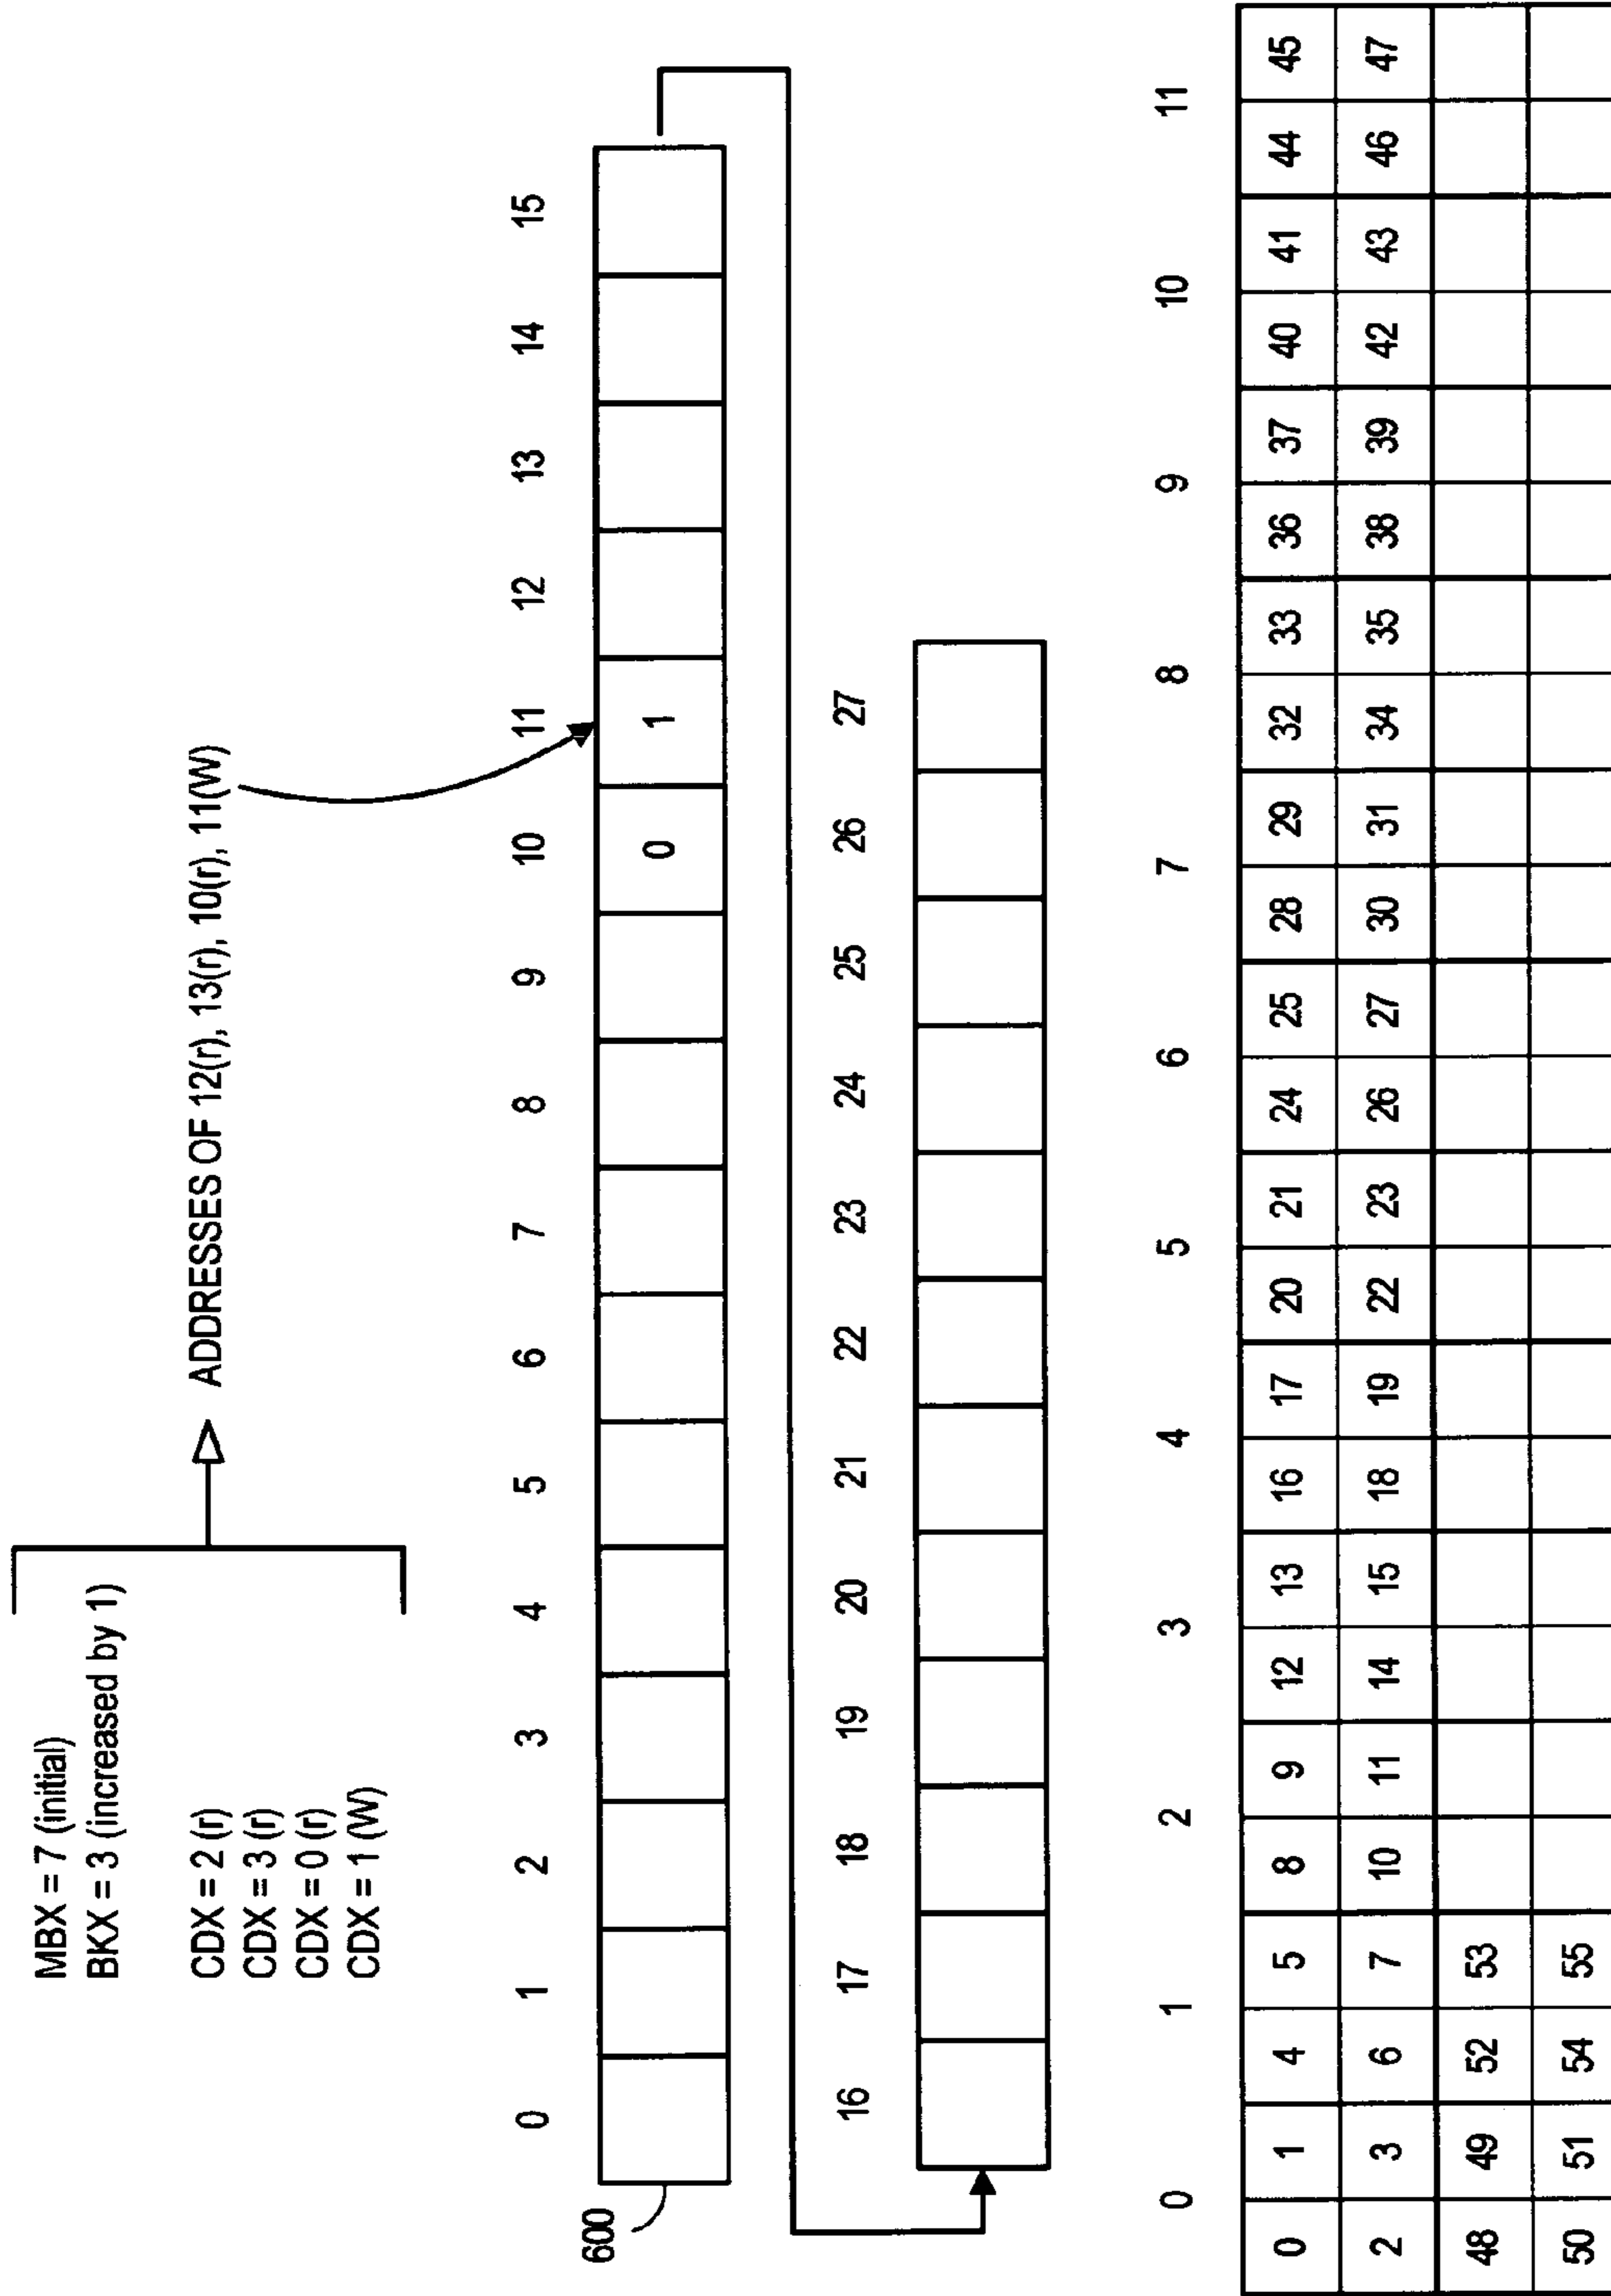 MBX = 7 (initial)
BKX = 3 (increased by 1)
CDX = 2 (r)
CDX = 3 (r)
CDX = 0 (r)
CDX = 1 (W)
ADDRESSES OF 12(r), 13(r), 10(r), 11(W)
0 1 2 3 4 5 6 7 8 9 10 11 12 13 14 15
600
0 1
16 17 18 19 20 21 22 23 24 25 26 27
0 1 2 3 4 5 6 7 8 9 10 11
0 1 4 5 8 9 12 13 16 17 20 21 24 25 28 29 32 33 36 37 40 41 44 45
2 3 6 7 10 11 14 15 18 19 22 23 26 27 30 31 34 35 38 39 42 43 46 47
48 49 52 53
50 51 54 55